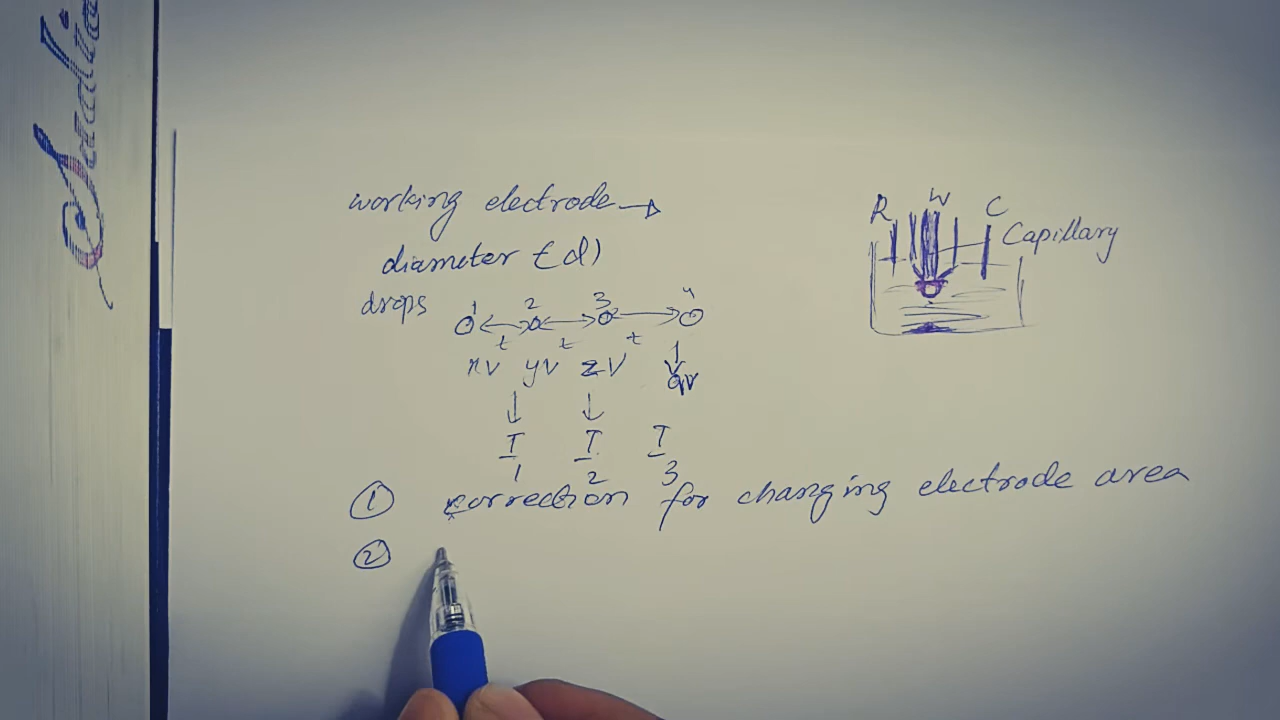 working electrode →
diameter (d)
drops 1 2 3 4
t t t
xV yV zV qV
I I I
1 2 3
① correction for changing electrode area
②
R W C
Capillary